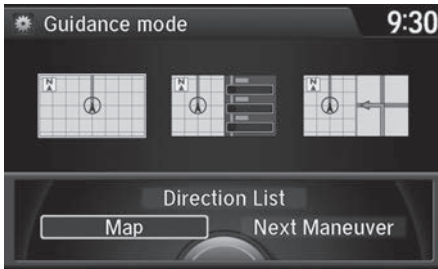 Guidance mode 9:30
N N N
Direction List
Map Next Maneuver